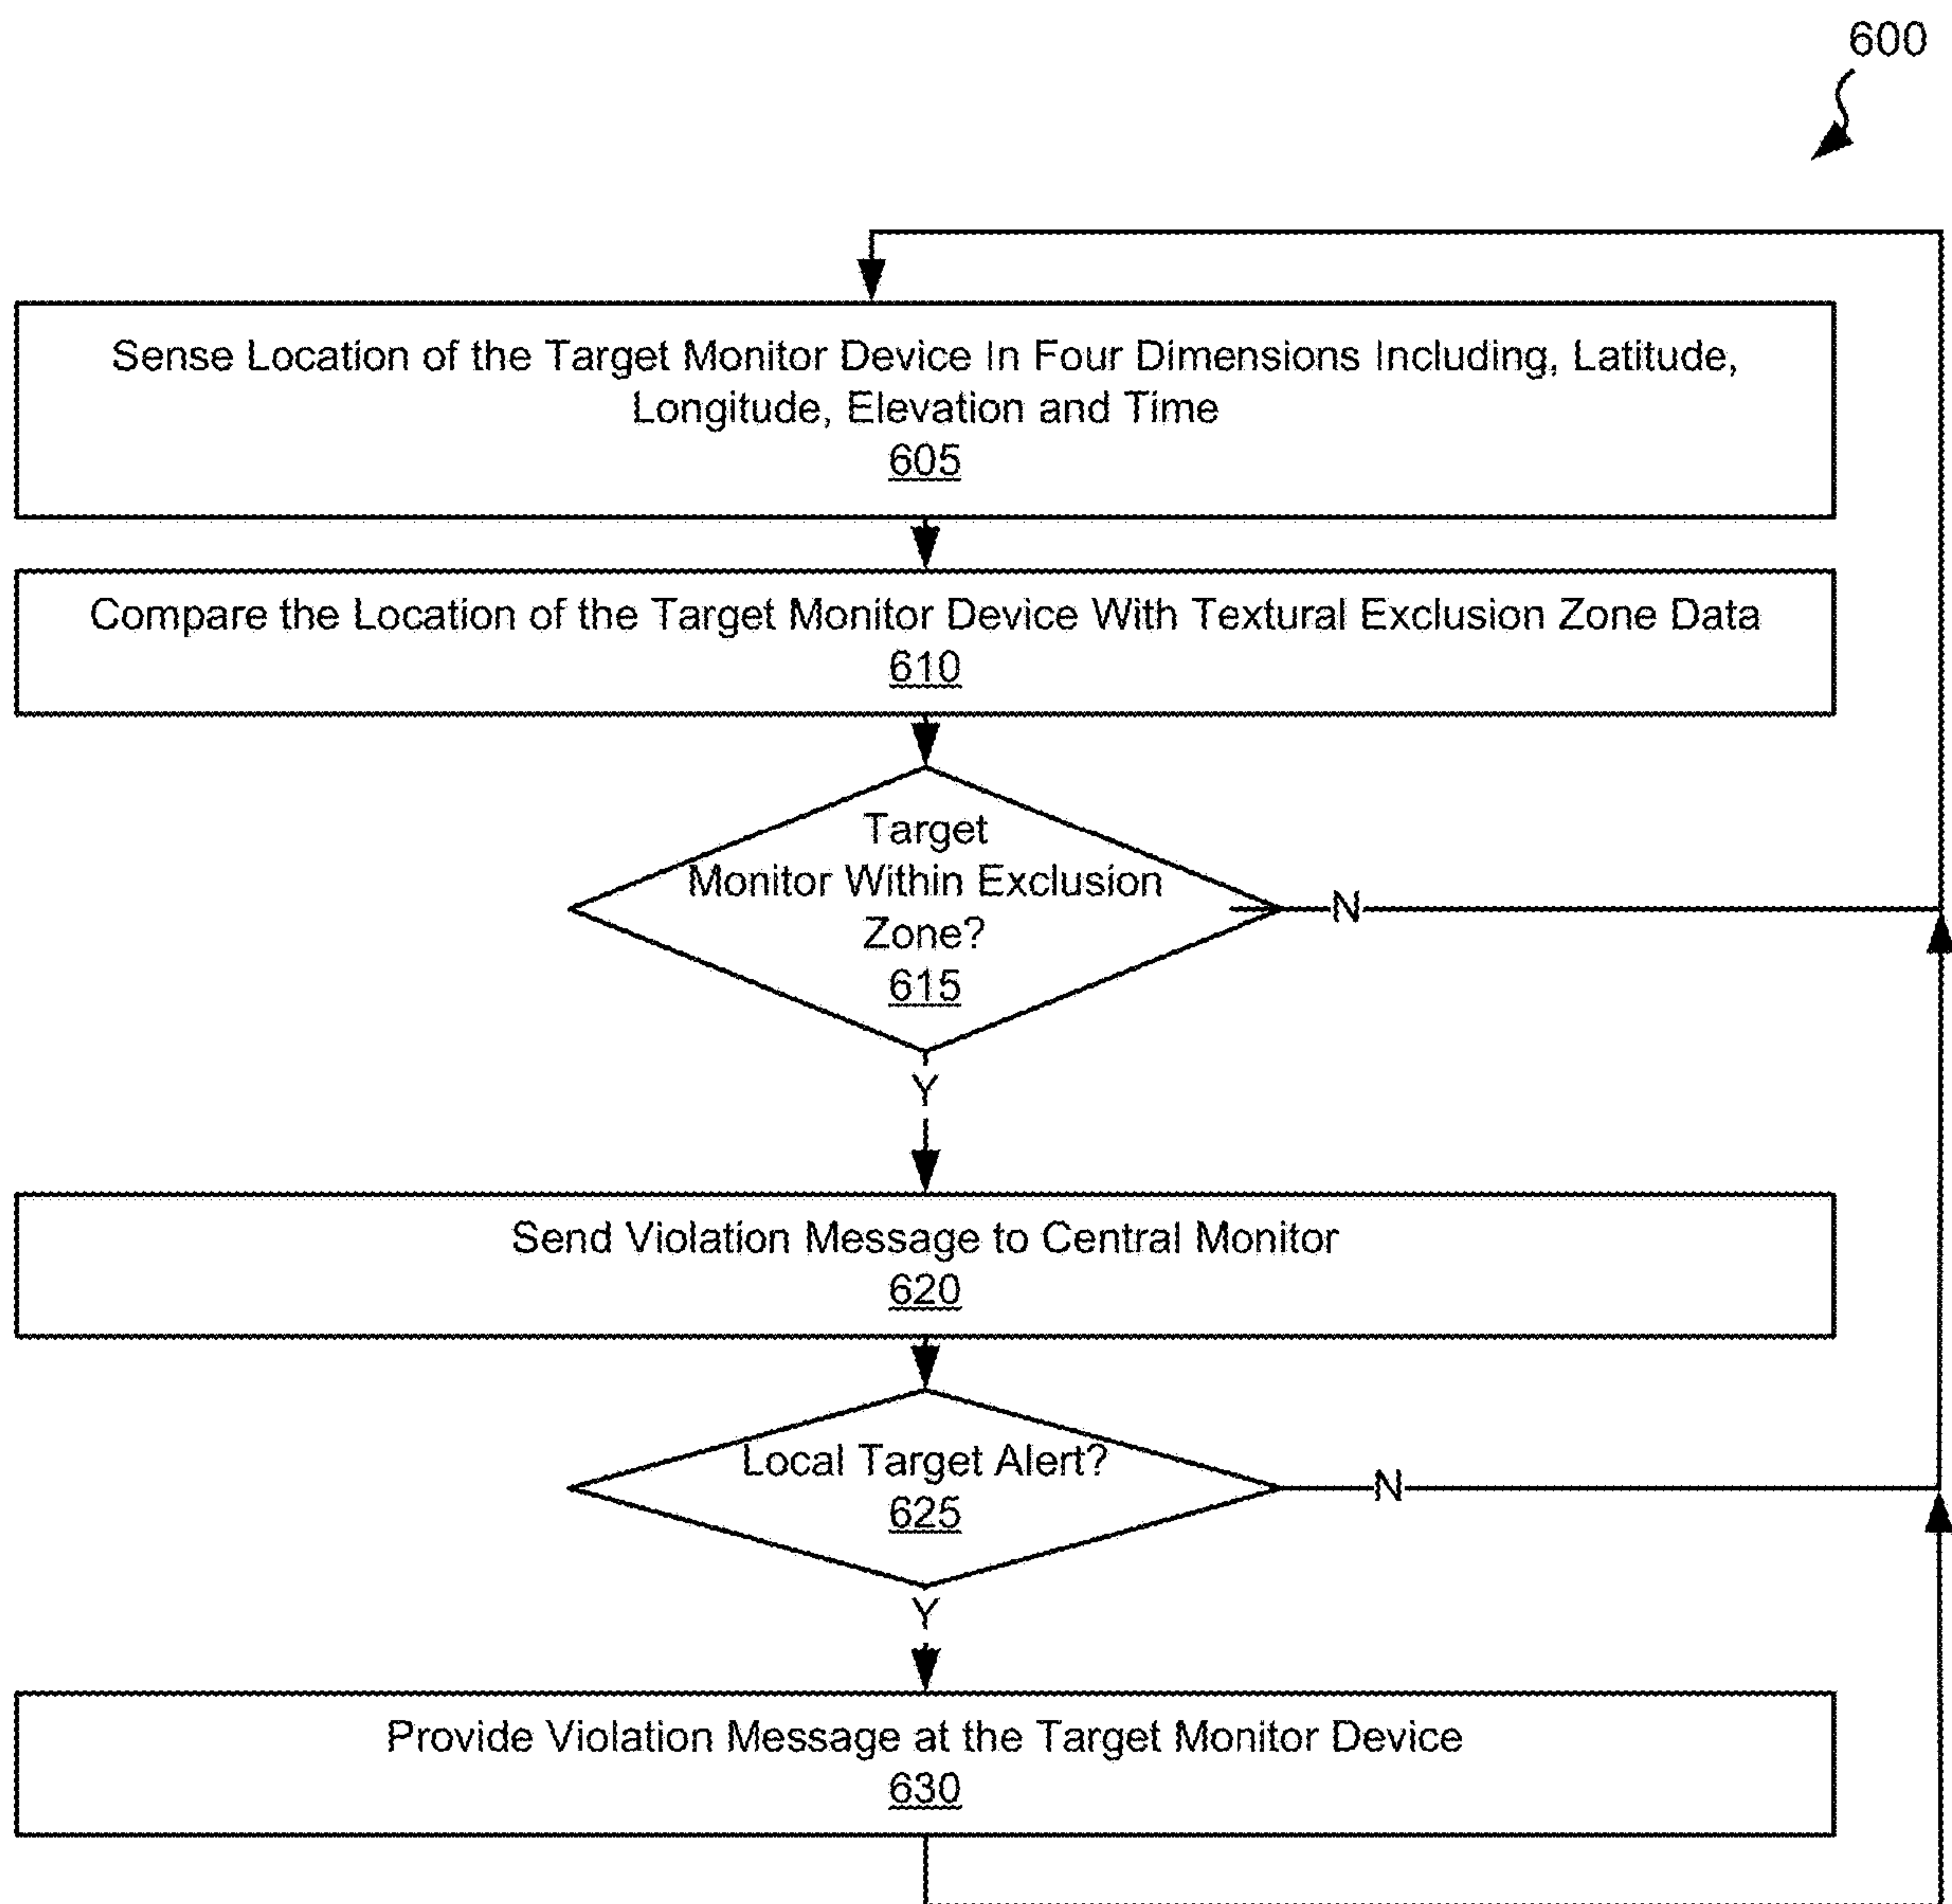 600
Sense Location of the Target Monitor Device In Four Dimensions Including, Latitude,
Longitude, Elevation and Time
605
Compare the Location of the Target Monitor Device With Textural Exclusion Zone Data
610
Target
Monitor Within Exclusion
Zone?
615
N
Y
Send Violation Message to Central Monitor
620
Local Target Alert?
625
N
Y
Provide Violation Message at the Target Monitor Device
630